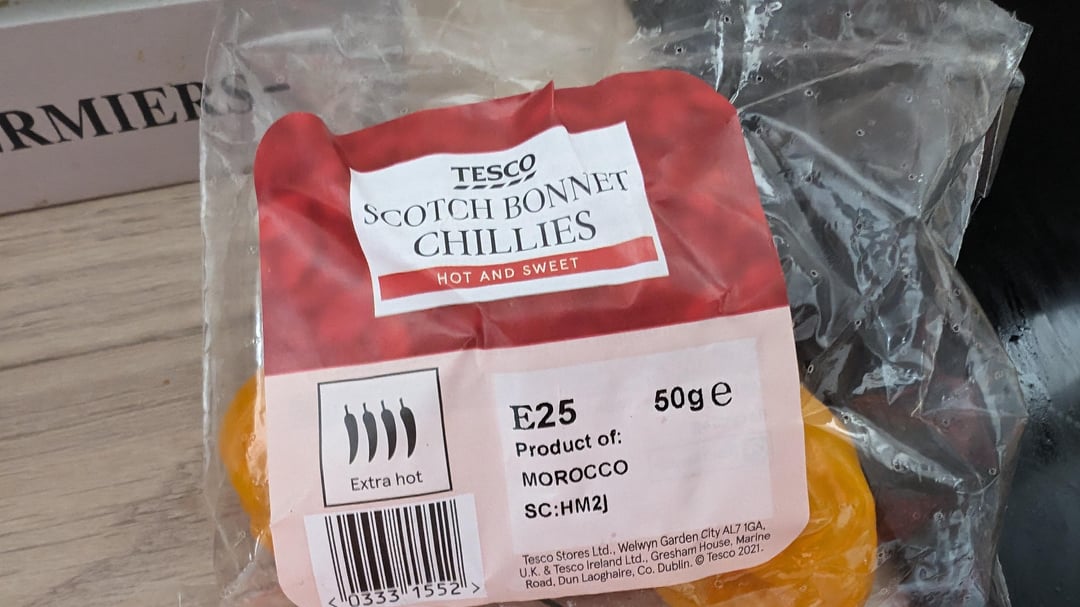 RMIERS-
TESCO
SCOTCH BONNET
CHILLIES
HOT AND SWEET
Extra hot
E25 50g e
Product of:
MOROCCO
SC:HM2J
Tesco Stores Ltd., Welwyn Garden City AL7 1GA,
U.K. & Tesco Ireland Ltd., Gresham House, Marine
Road, Dun Laoghaire, Co. Dublin. © Tesco 2021.
< 0333 1552 >